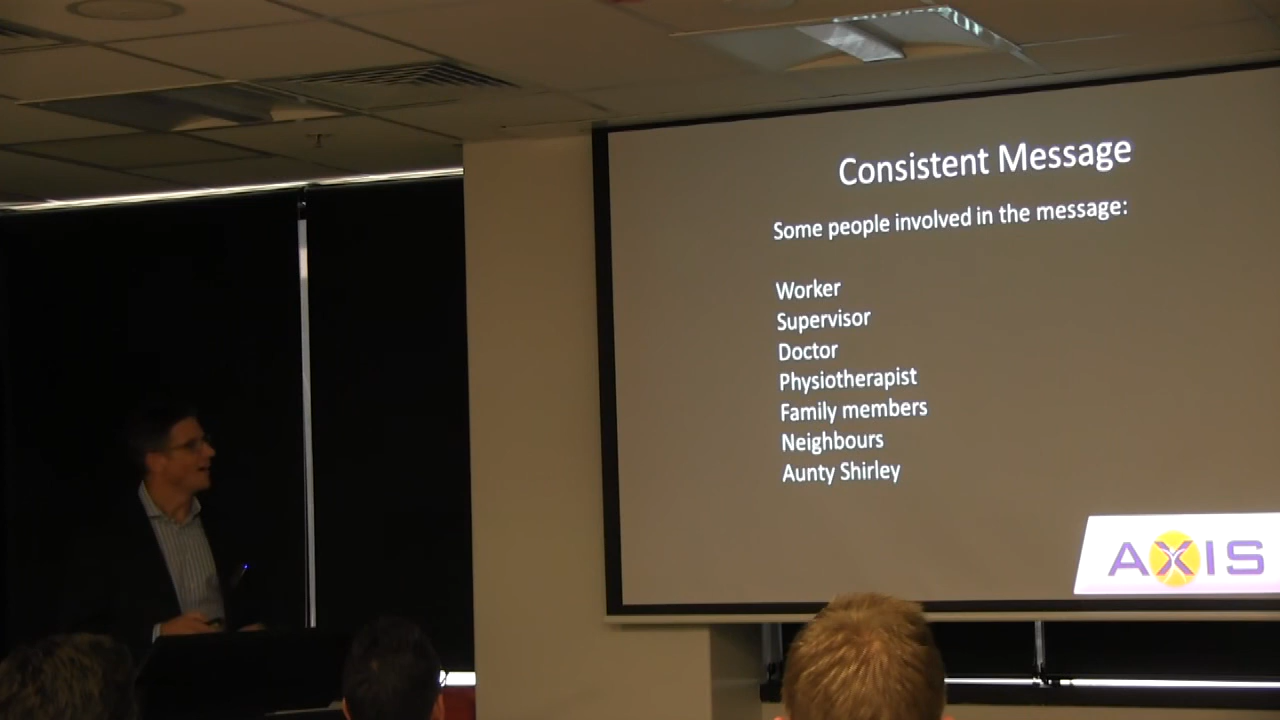 Consistent Message
Some people involved in the message:
Worker
Supervisor
Doctor
Physiotherapist
Family members
Neighbours
Aunty Shirley
AXIS